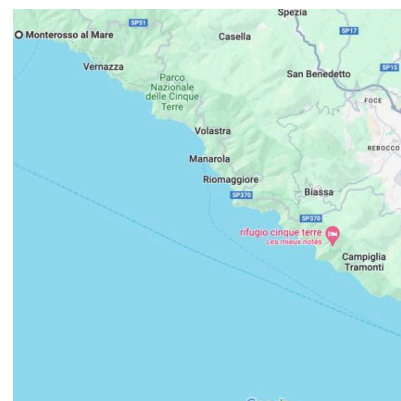 Spezia
SP51
SP17
Monterosso al Mare
Casella
Vernazza
SP15
San Benedetto
Parco
Nazionale
delle Cinque
Terre
FOCE
Volastra
REBOCCO
Manarola
Riomaggiore
SP370
Biassa
SP370
rifugio cinque terre
Les mieux notés
Campiglia
Tramonti